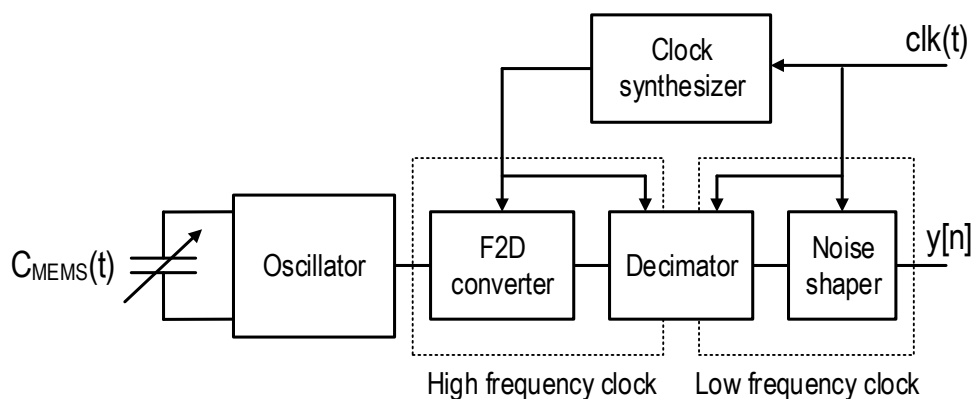 Clock
synthesizer
clk(t)
CMEMS(t)
Oscillator
F2D
converter
Decimator
Noise
shaper
y[n]
High frequency clock
Low frequency clock